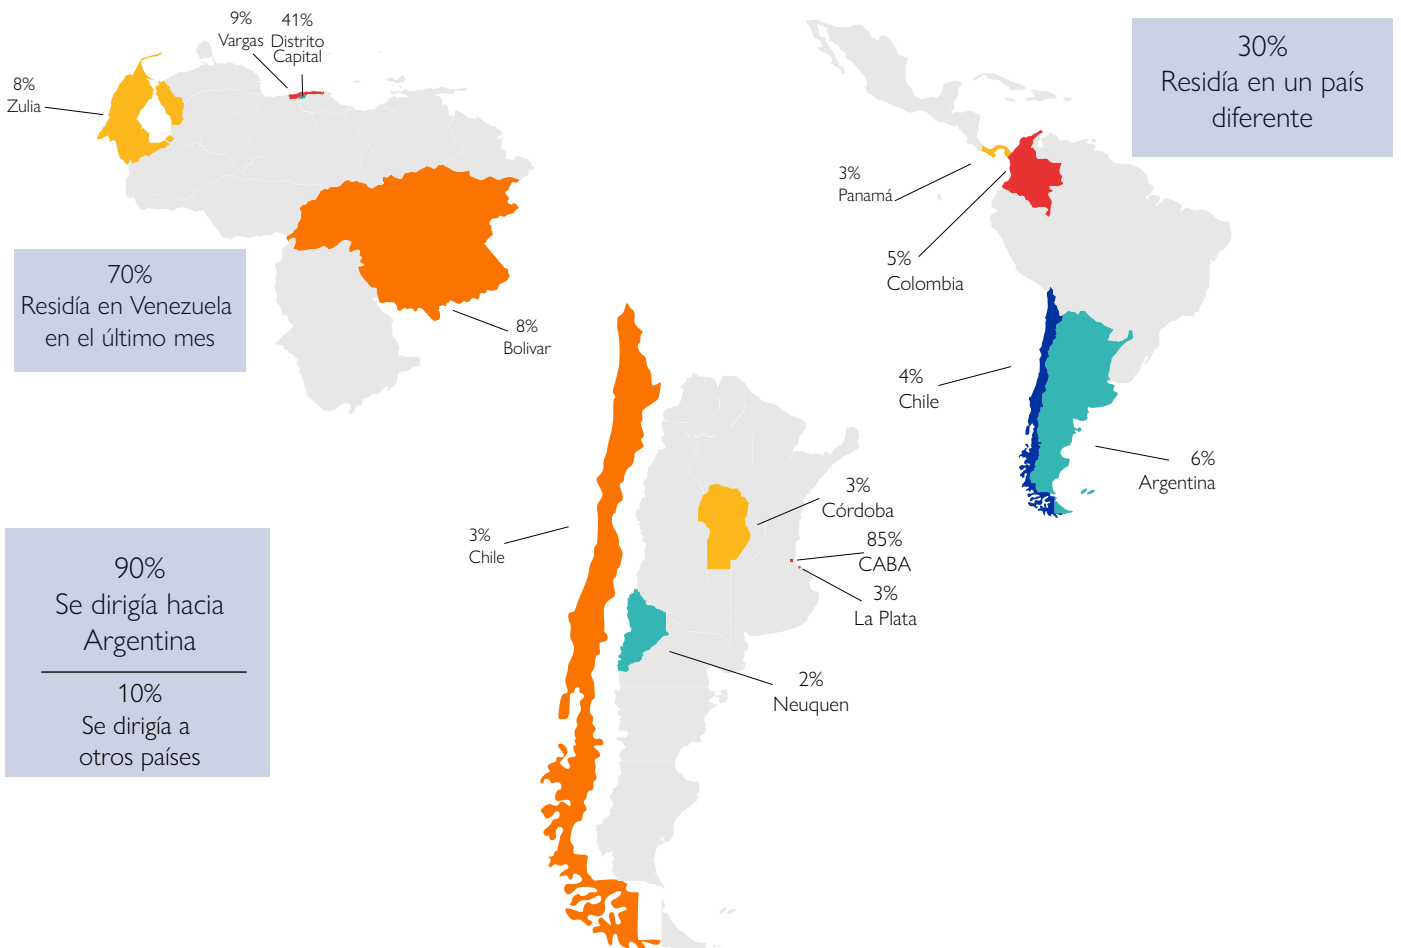 9%
Vargas
41%
Distrito
Capital
8%
Zulia
70%
Residía en Venezuela
en el último mes
8%
Bolivar
30%
Residía en un país
diferente
3%
Panamá
5%
Colombia
4%
Chile
6%
Argentina
3%
Chile
3%
Córdoba
85%
CABA
3%
La Plata
2%
Neuquen
90%
Se dirigía hacia
Argentina
10%
Se dirigía a
otros países